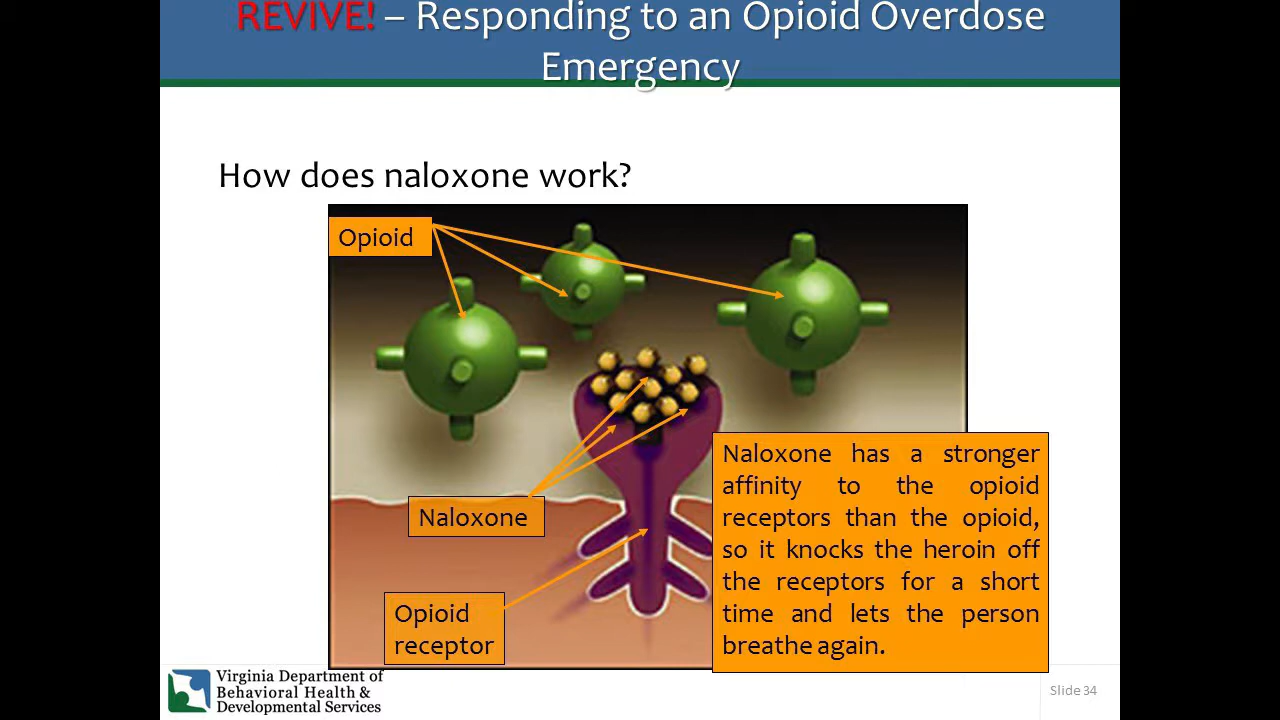 REVIVE! – Responding to an Opioid Overdose
Emergency
How does naloxone work?
Opioid
Naloxone
Opioid
receptor
Naloxone has a stronger
affinity to the opioid
receptors than the opioid,
so it knocks the heroin off
the receptors for a short
time and lets the person
breathe again.
Virginia Department of
Behavioral Health &
Developmental Services
Slide 34